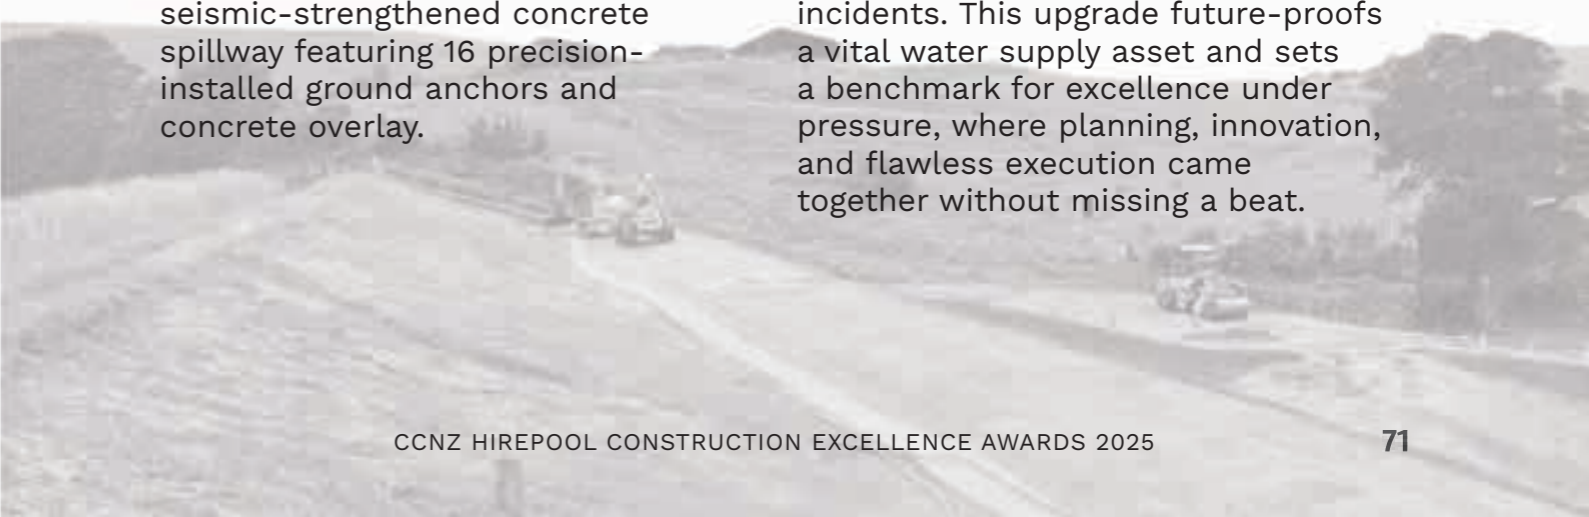 seismic-strengthened concrete
spillway featuring 16 precision-
installed ground anchors and
concrete overlay.
incidents. This upgrade future-proofs
a vital water supply asset and sets
a benchmark for excellence under
pressure, where planning, innovation,
and flawless execution came
together without missing a beat.
CCNZ HIREPOOL CONSTRUCTION EXCELLENCE AWARDS 2025
71